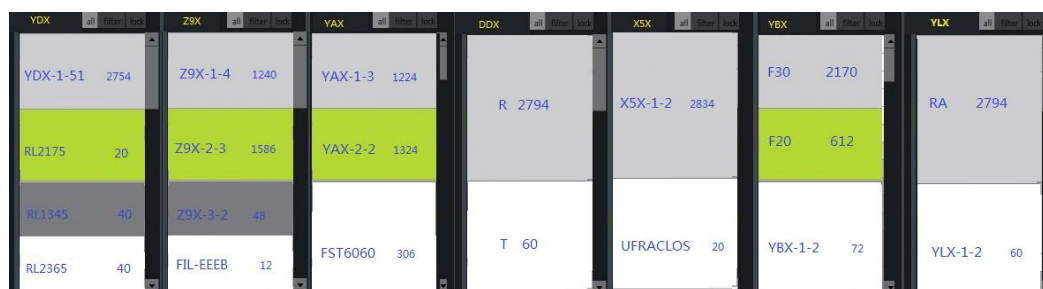 YDX all filter lock
YDX-1-51 2754
RL2175 20
RL1345 40
RL2365 40
Z9X all filter lock
Z9X-1-4 1240
Z9X-2-3 1586
Z9X-3-2 48
FIL-EEEB 12
YAX all filter lock
YAX-1-3 1224
YAX-2-2 1324
FST6060 306
DDX all filter lock
R 2794
T 60
X5X all filter lock
X5X-1-2 2834
UFRACLOS 20
YBX all filter lock
F30 2170
F20 612
YBX-1-2 72
YLX all filter lock
RA 2794
YLX-1-2 60